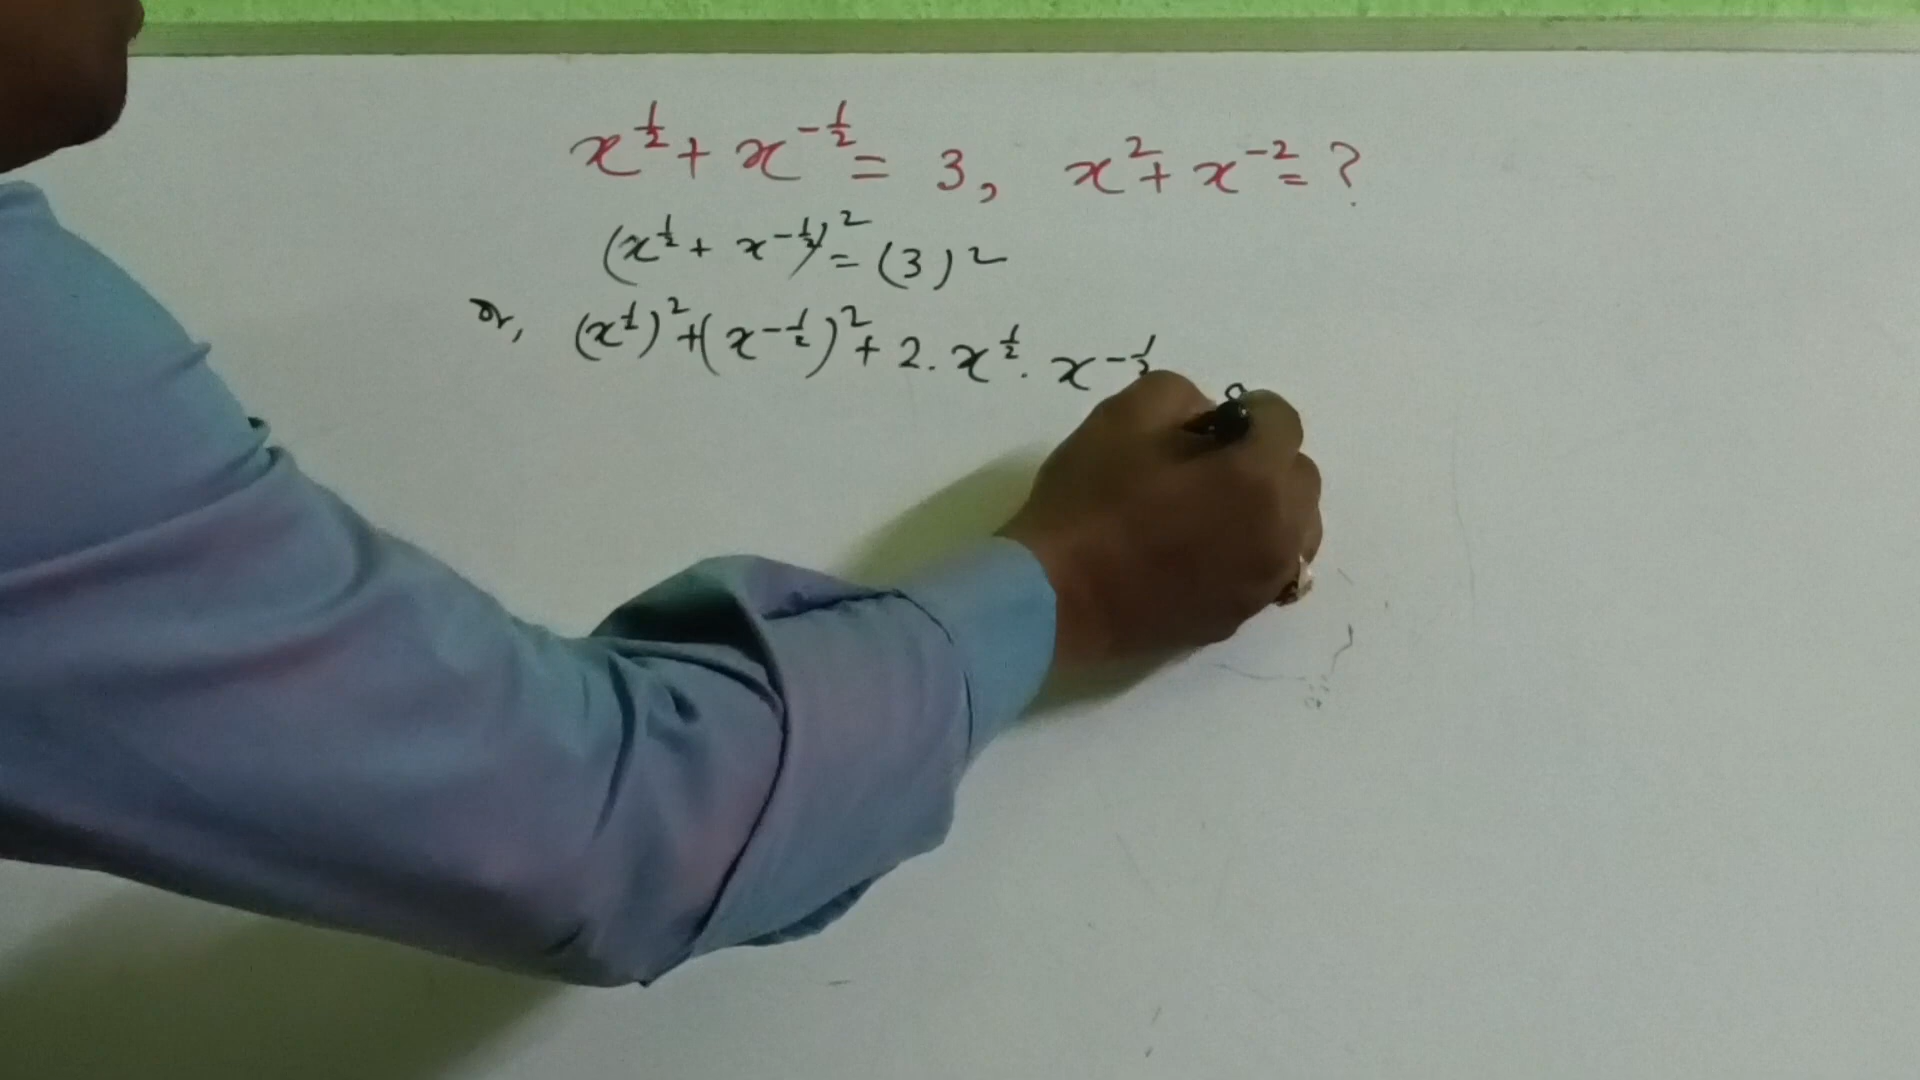 x^{1/2} + x^{-1/2} = 3, x^2 + x^{-2} = ?
(x^{1/2} + x^{-1/2})^2 = (3)^2
or, (x^{1/2})^2 + (x^{-1/2})^2 + 2. x^{1/2}. x^{-1/2}